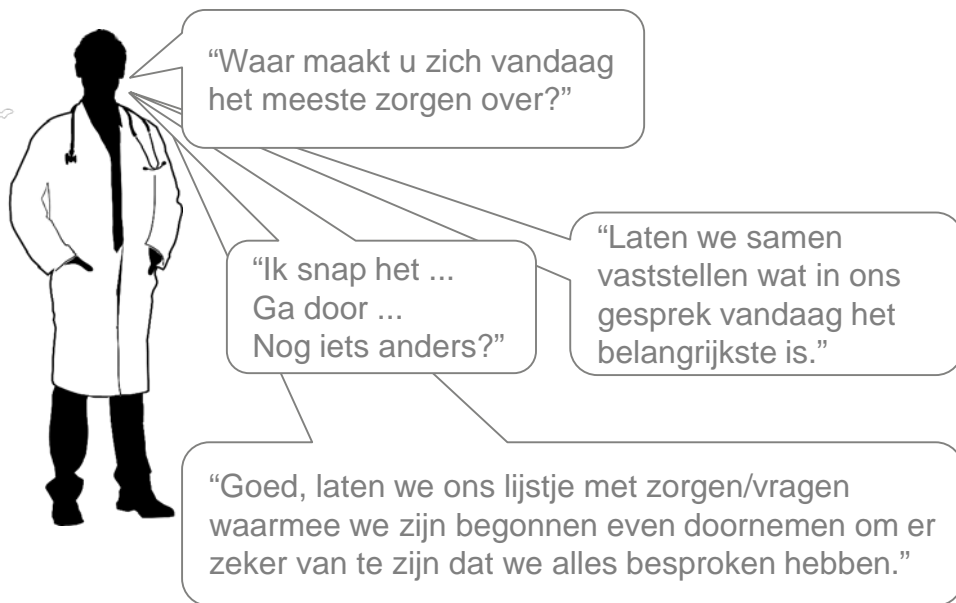 “Waar maakt u zich vandaag
het meeste zorgen over?”
“Ik snap het ...
Ga door ...
Nog iets anders?”
“Laten we samen
vaststellen wat in ons
gesprek vandaag het
belangrijkste is.”
“Goed, laten we ons lijstje met zorgen/vragen
waarmee we zijn begonnen even doornemen om er
zeker van te zijn dat we alles besproken hebben.”